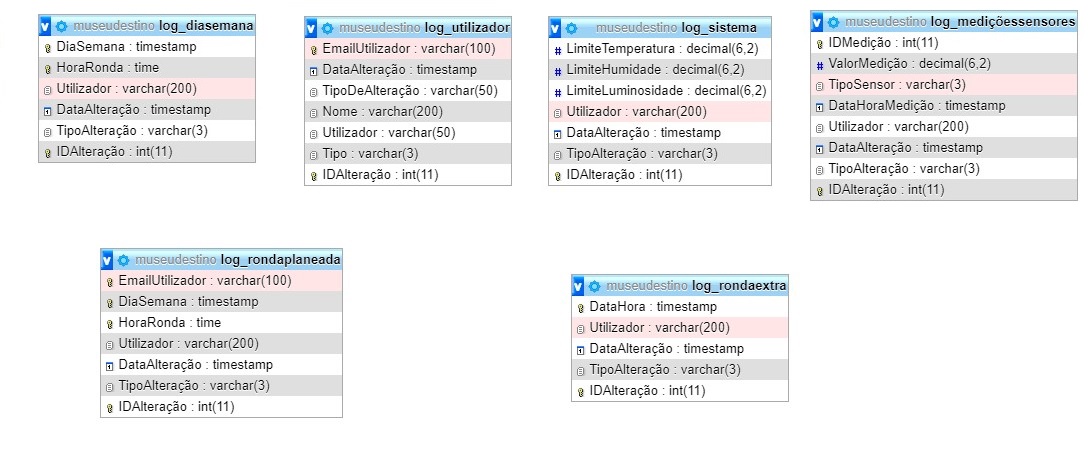 museudestino log_diasemana
DiaSemana : timestamp
HoraRonda : time
Utilizador : varchar(200)
DataAlteração : timestamp
TipoAlteração : varchar(3)
IDAlteração : int(11)
museudestino log_utilizador
EmailUtilizador : varchar(100)
DataAlteração : timestamp
TipoDeAlteração : varchar(50)
Nome : varchar(200)
Utilizador : varchar(50)
Tipo : varchar(3)
IDAlteração : int(11)
museudestino log_sistema
LimiteTemperatura : decimal(6,2)
LimiteHumidade : decimal(6,2)
LimiteLuminosidade : decimal(6,2)
Utilizador : varchar(200)
DataAlteração : timestamp
TipoAlteração : varchar(3)
IDAlteração : int(11)
museudestino log_mediçõessensores
IDMedição : int(11)
ValorMedição : decimal(6,2)
TipoSensor : varchar(3)
DataHoraMedição : timestamp
Utilizador : varchar(200)
DataAlteração : timestamp
TipoAlteração : varchar(3)
IDAlteração : int(11)
museudestino log_rondaplaneada
EmailUtilizador : varchar(100)
DiaSemana : timestamp
HoraRonda : time
Utilizador : varchar(200)
DataAlteração : timestamp
TipoAlteração : varchar(3)
IDAlteração : int(11)
museudestino log_rondaextra
DataHora : timestamp
Utilizador : varchar(200)
DataAlteração : timestamp
TipoAlteração : varchar(3)
IDAlteração : int(11)